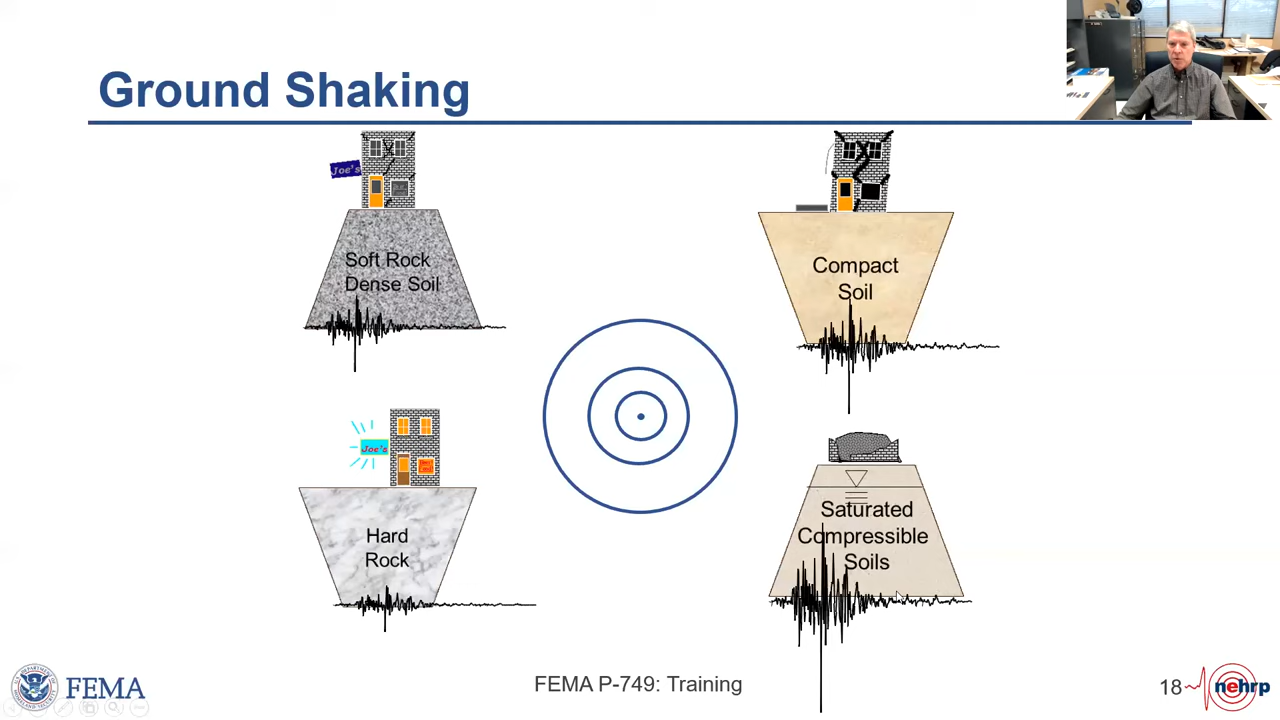 Ground Shaking
Joe's
Soft Rock
Dense Soil
Compact
Soil
Joe's
Hard
Rock
Saturated
Compressible
Soils
FEMA
FEMA P-749: Training
18
nehrp